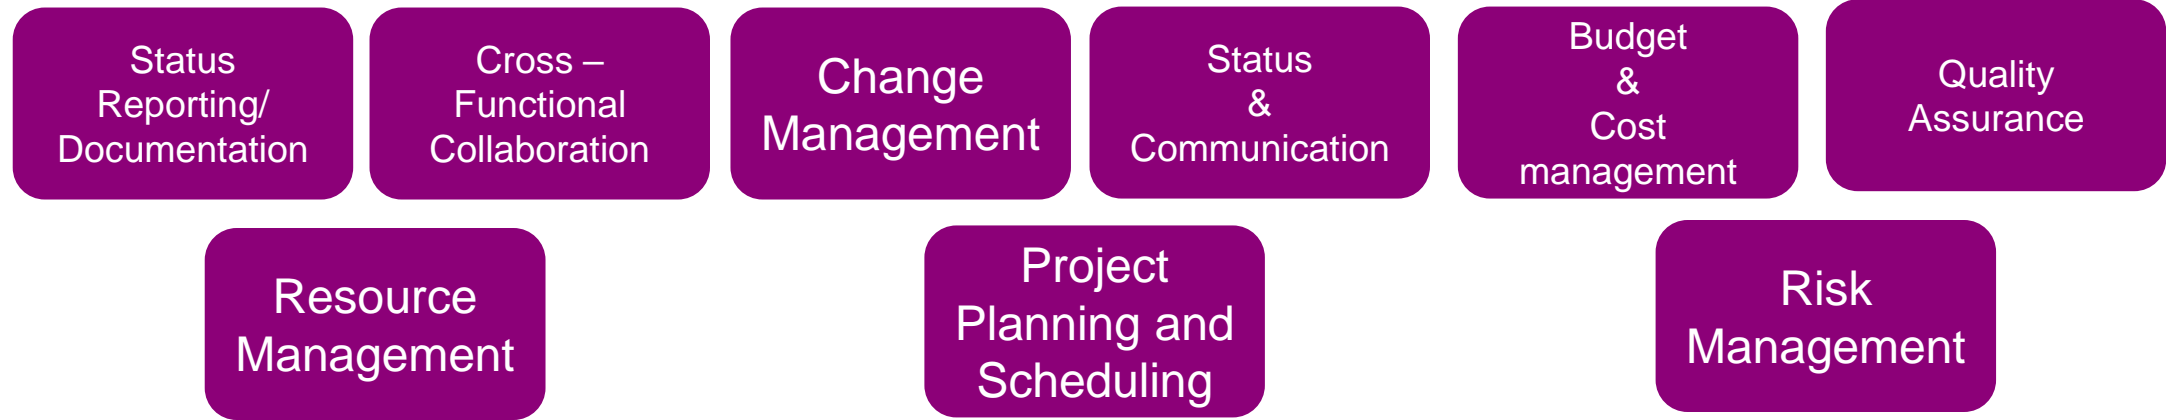 Status
Reporting/
Documentation
Cross –
Functional
Collaboration
Change
Management
Status
&
Communication
Budget
&
Cost
management
Quality
Assurance
Resource
Management
Project
Planning and
Scheduling
Risk
Management